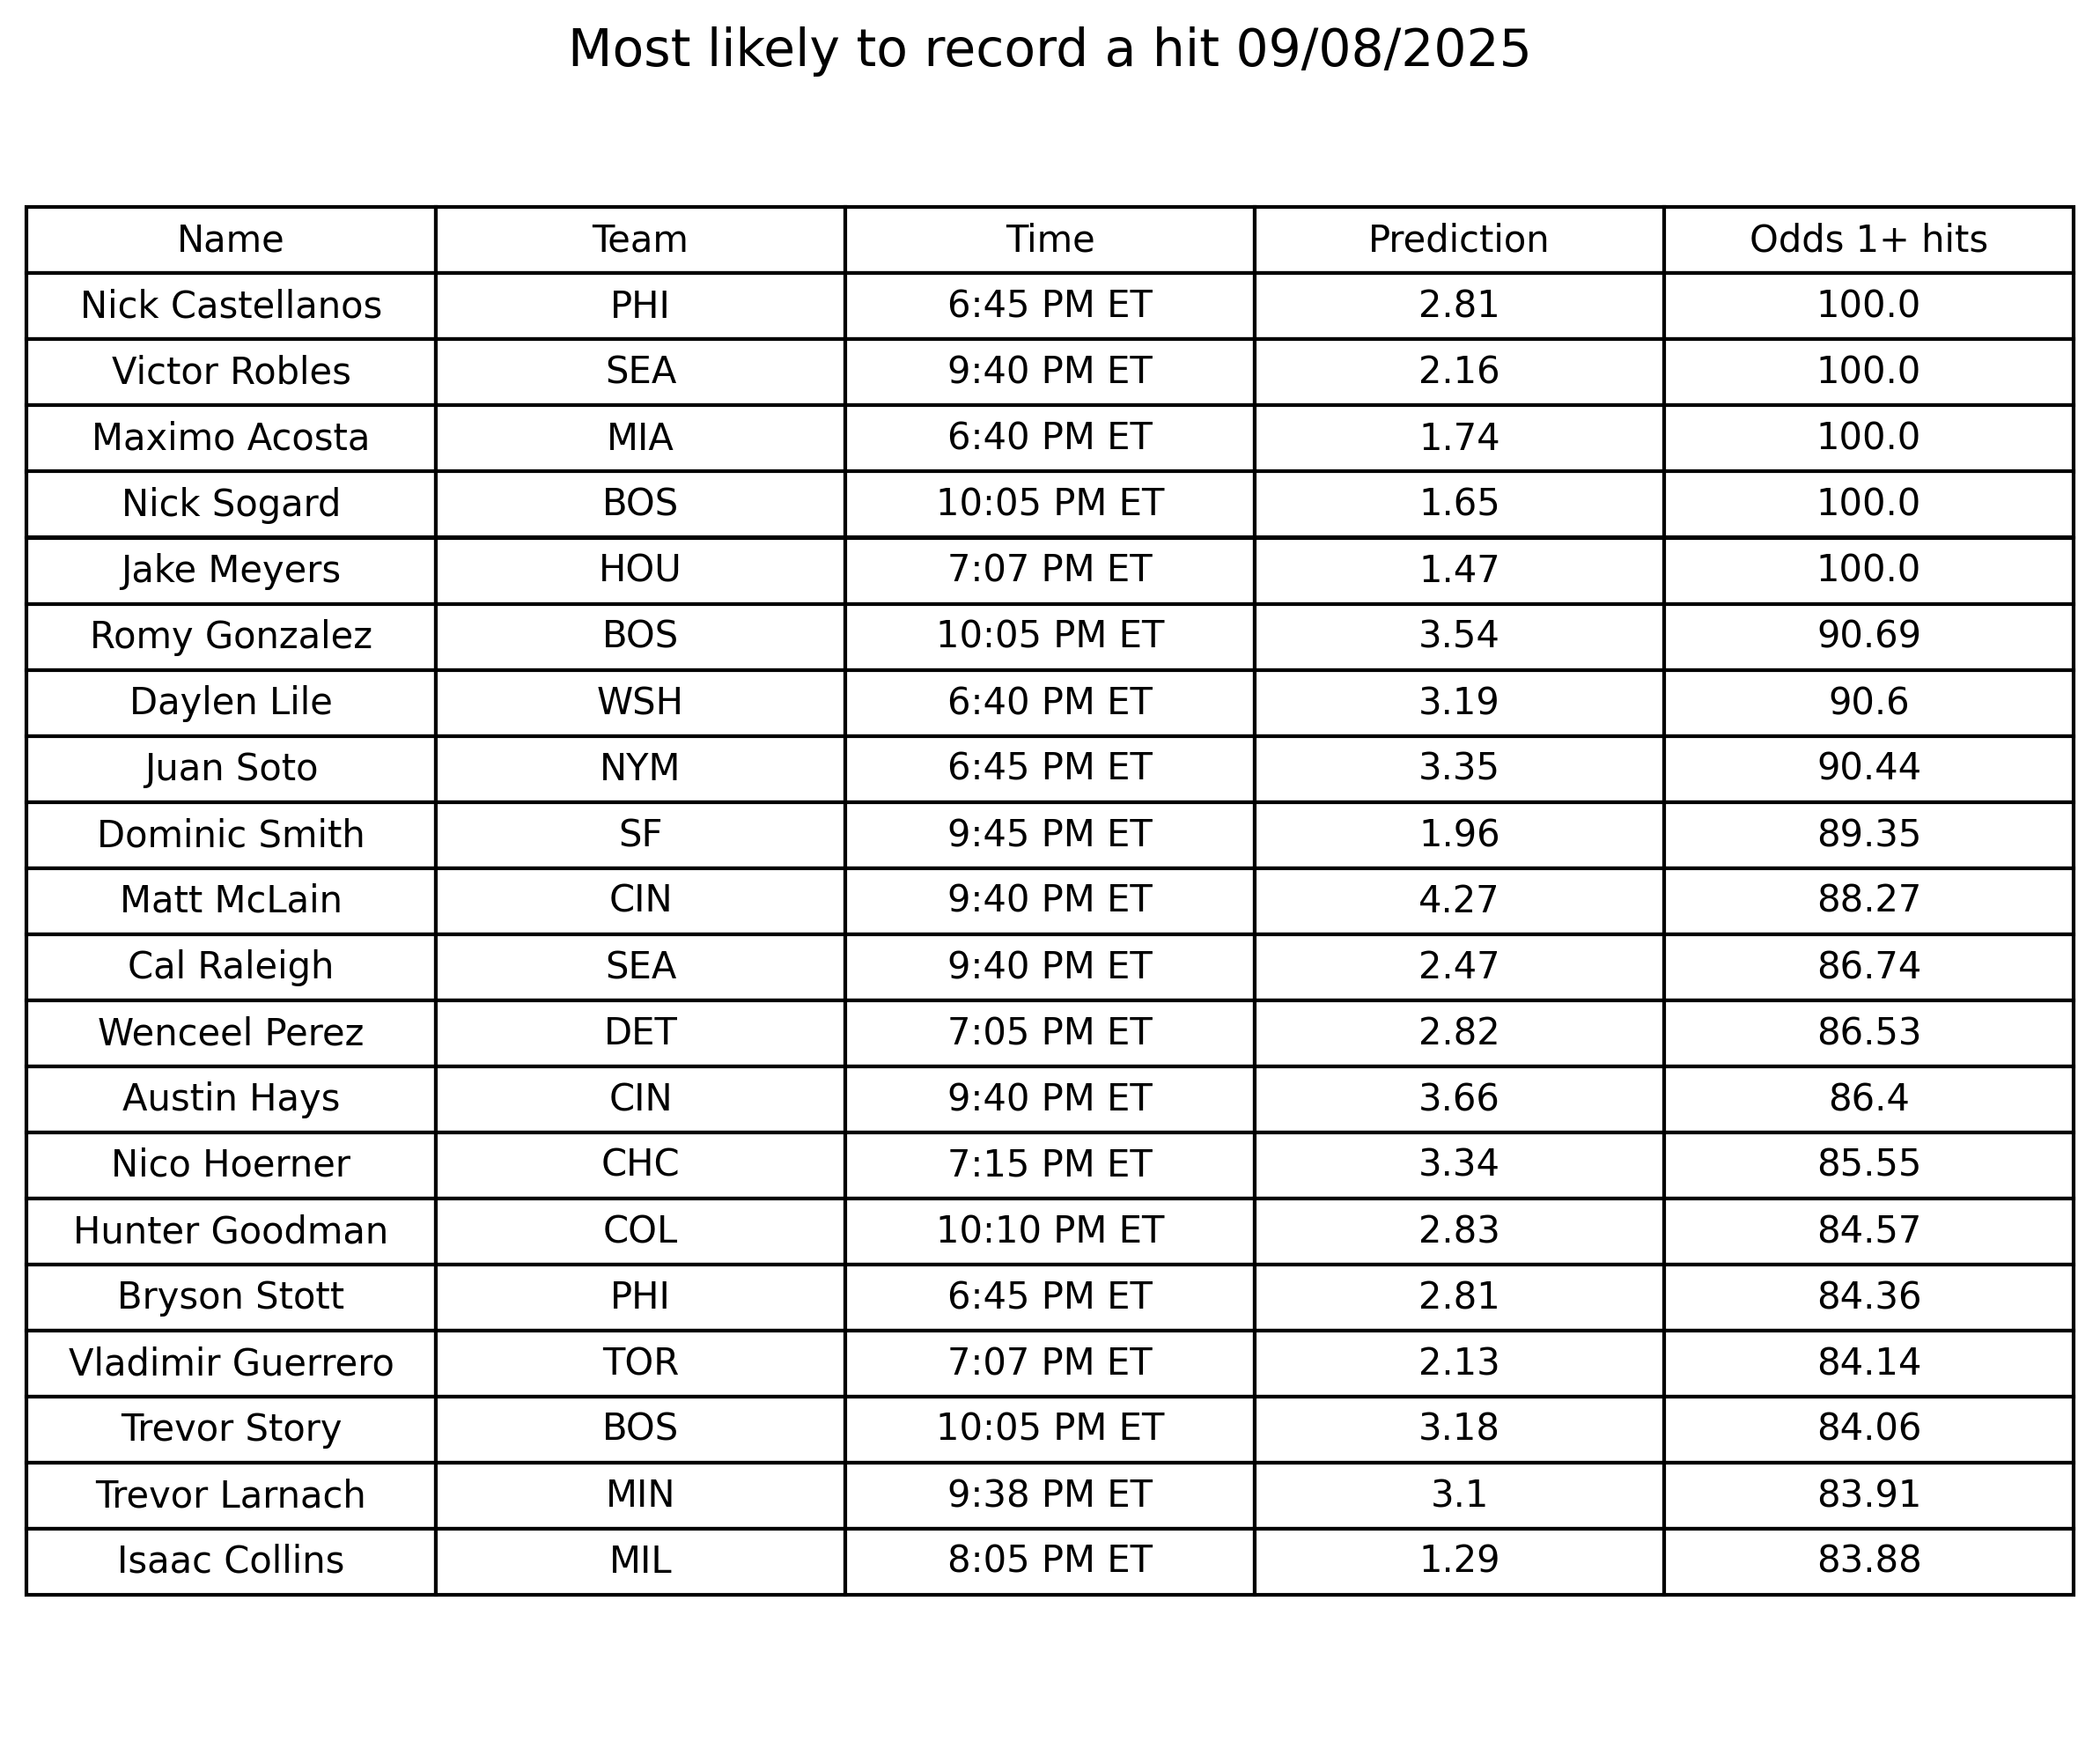 Most likely to record a hit 09/08/2025
Name Team Time Prediction Odds 1+ hits
Nick Castellanos PHI 6:45 PM ET 2.81 100.0
Victor Robles SEA 9:40 PM ET 2.16 100.0
Maximo Acosta MIA 6:40 PM ET 1.74 100.0
Nick Sogard BOS 10:05 PM ET 1.65 100.0
Jake Meyers HOU 7:07 PM ET 1.47 100.0
Romy Gonzalez BOS 10:05 PM ET 3.54 90.69
Daylen Lile WSH 6:40 PM ET 3.19 90.6
Juan Soto NYM 6:45 PM ET 3.35 90.44
Dominic Smith SF 9:45 PM ET 1.96 89.35
Matt McLain CIN 9:40 PM ET 4.27 88.27
Cal Raleigh SEA 9:40 PM ET 2.47 86.74
Wenceel Perez DET 7:05 PM ET 2.82 86.53
Austin Hays CIN 9:40 PM ET 3.66 86.4
Nico Hoerner CHC 7:15 PM ET 3.34 85.55
Hunter Goodman COL 10:10 PM ET 2.83 84.57
Bryson Stott PHI 6:45 PM ET 2.81 84.36
Vladimir Guerrero TOR 7:07 PM ET 2.13 84.14
Trevor Story BOS 10:05 PM ET 3.18 84.06
Trevor Larnach MIN 9:38 PM ET 3.1 83.91
Isaac Collins MIL 8:05 PM ET 1.29 83.88